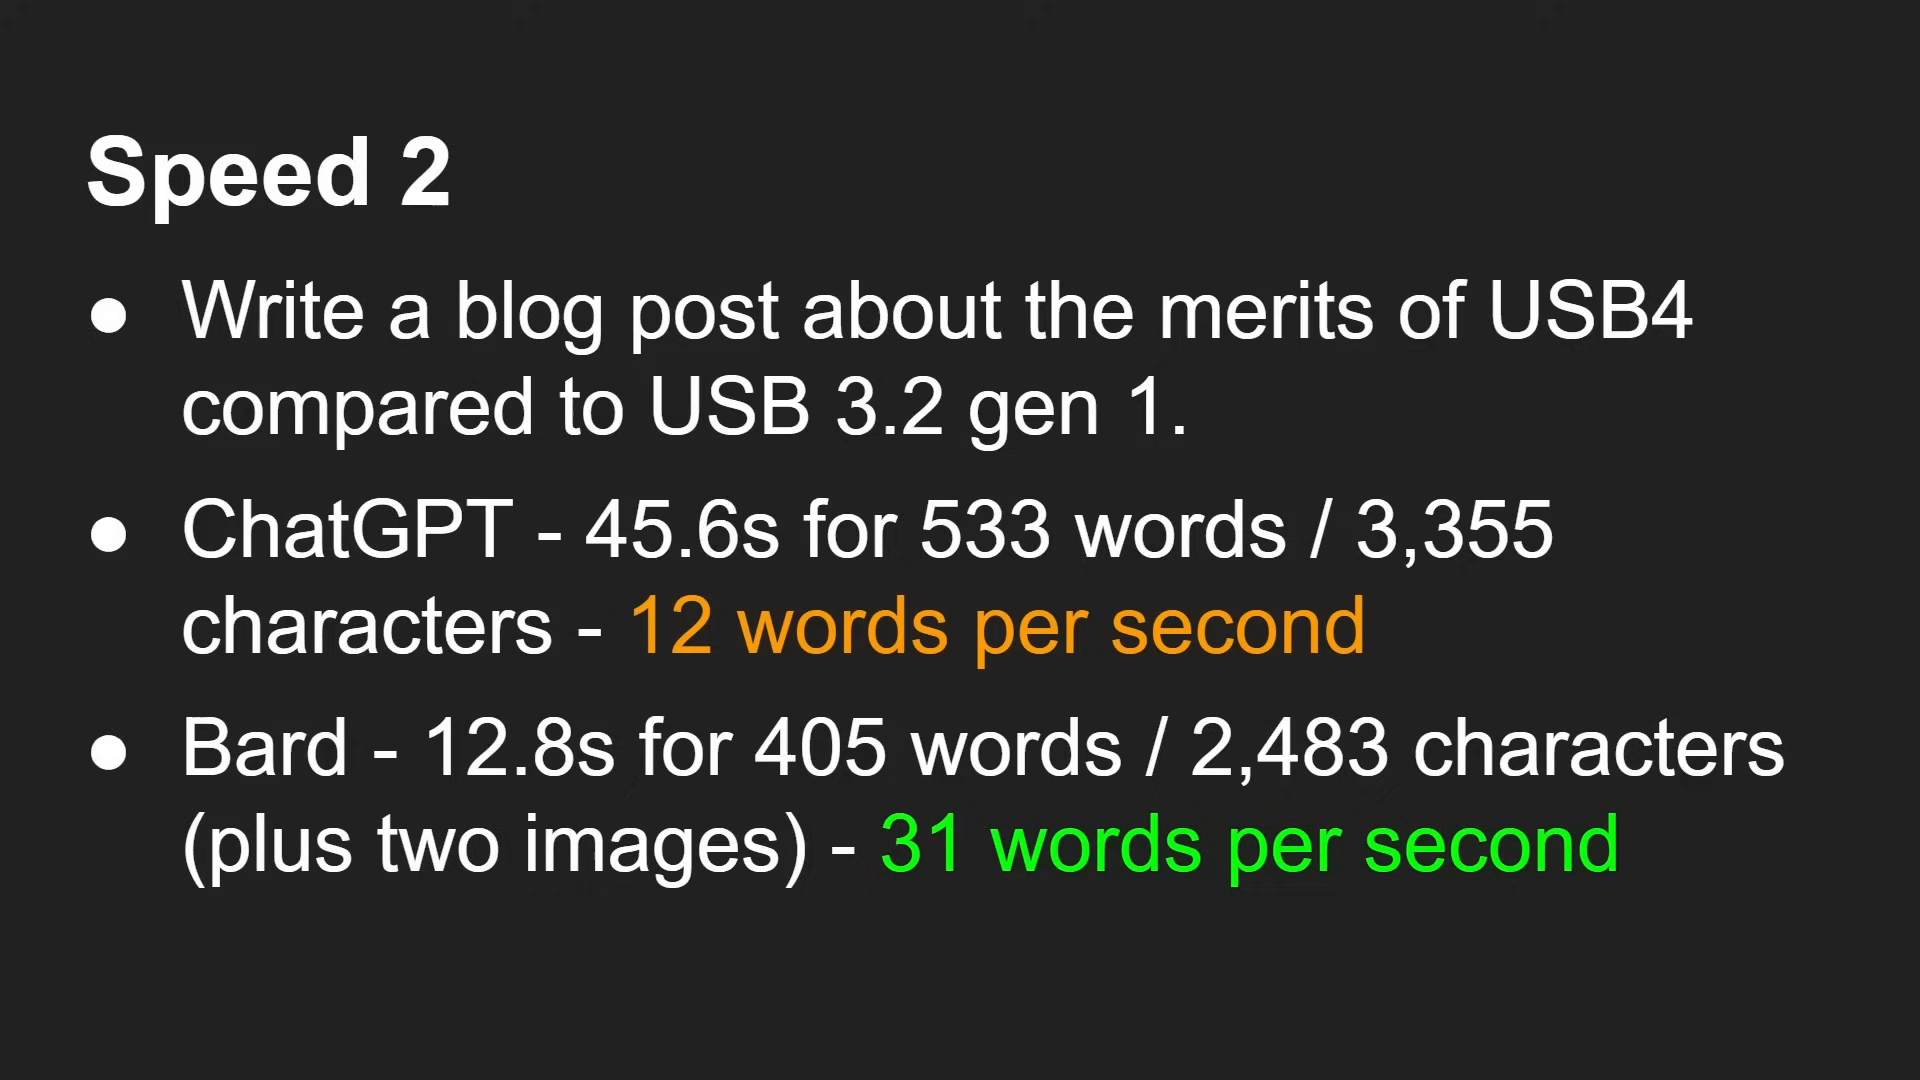 Speed 2
● Write a blog post about the merits of USB4
compared to USB 3.2 gen 1.
● ChatGPT - 45.6s for 533 words / 3,355
characters - 12 words per second
● Bard - 12.8s for 405 words / 2,483 characters
(plus two images) - 31 words per second